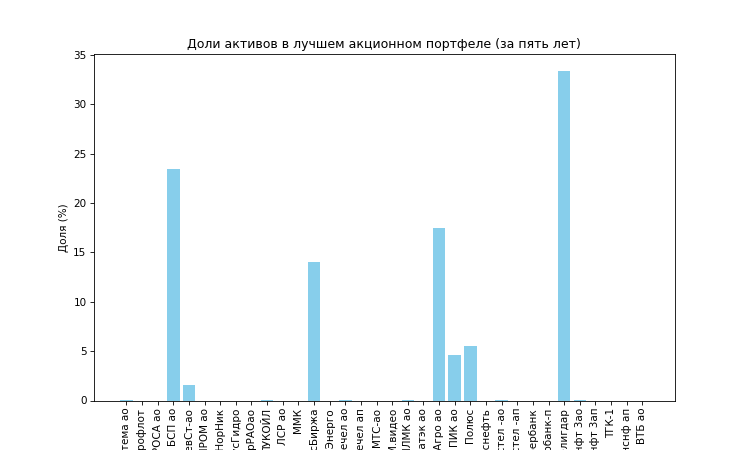 Доли активов в лучшем акционном портфеле (за пять лет)
Доля (%)
35
30
25
20
15
10
5
0
тема ао
рофлот
РОСА ао
БСП ао
евСт-ао
ПРОМ ао
НорНик
сГидро
рРАОао
ЛУКОЙЛ
ЛСР ао
ММК
сБиржа
Энерго
ечел ао
ечел ап
МТС-ао
М.видео
ЛМК ао
атэк ао
Агро ао
ПИК ао
Полюс
снефть
стел -ао
стел -ап
ербанк
рбанк-п
лигдар
нфт 3ао
нфт 3ап
ТГК-1
нснф ап
ВТБ ао